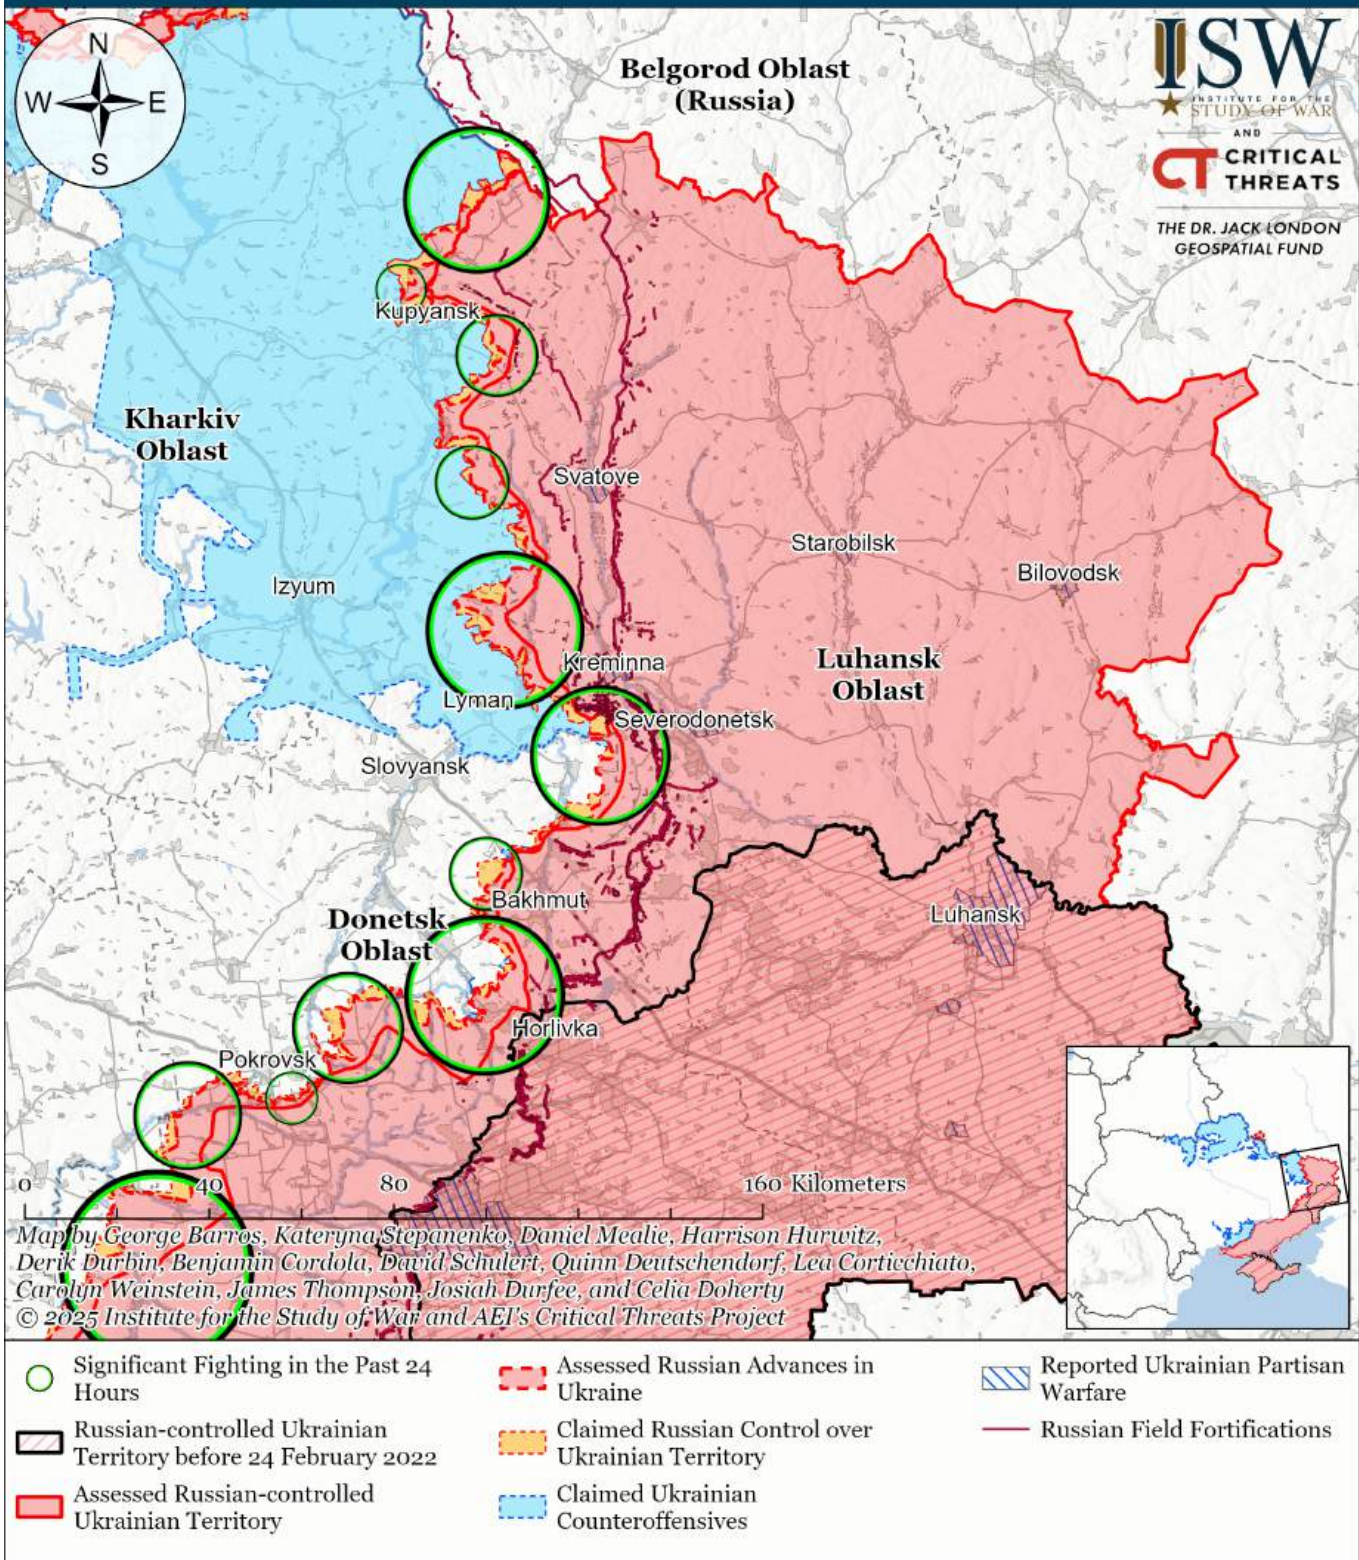 N
W
E
S
Belgorod Oblast
(Russia)
ISW
INSTITUTE FOR THE
STUDY OF WAR
AND
CT CRITICAL
THREATS
THE DR. JACK LONDON
GEOSPATIAL FUND
Kupyansk
Kharkiv
Oblast
Svatove
Starobilsk
Bilovodsk
Izyum
Kreminna
Luhansk
Oblast
Lyman
Severodonetsk
Slovyansk
Bakhmut
Luhansk
Donetsk
Oblast
Horlivka
Pokrovsk
0 40 80 160 Kilometers
Map by George Barros, Kateryna Stepanenko, Daniel Mealie, Harrison Hurwitz,
Derik Durbin, Benjamin Cordola, David Schulert, Quinn Deutschendorf, Lea Corticchiato,
Carolyn Weinstein, James Thompson, Josiah Durfee, and Celia Doherty
© 2025 Institute for the Study of War and AEI's Critical Threats Project
Significant Fighting in the Past 24
Hours
Russian-controlled Ukrainian
Territory before 24 February 2022
Assessed Russian-controlled
Ukrainian Territory
Assessed Russian Advances in
Ukraine
Claimed Russian Control over
Ukrainian Territory
Claimed Ukrainian
Counteroffensives
Reported Ukrainian Partisan
Warfare
Russian Field Fortifications